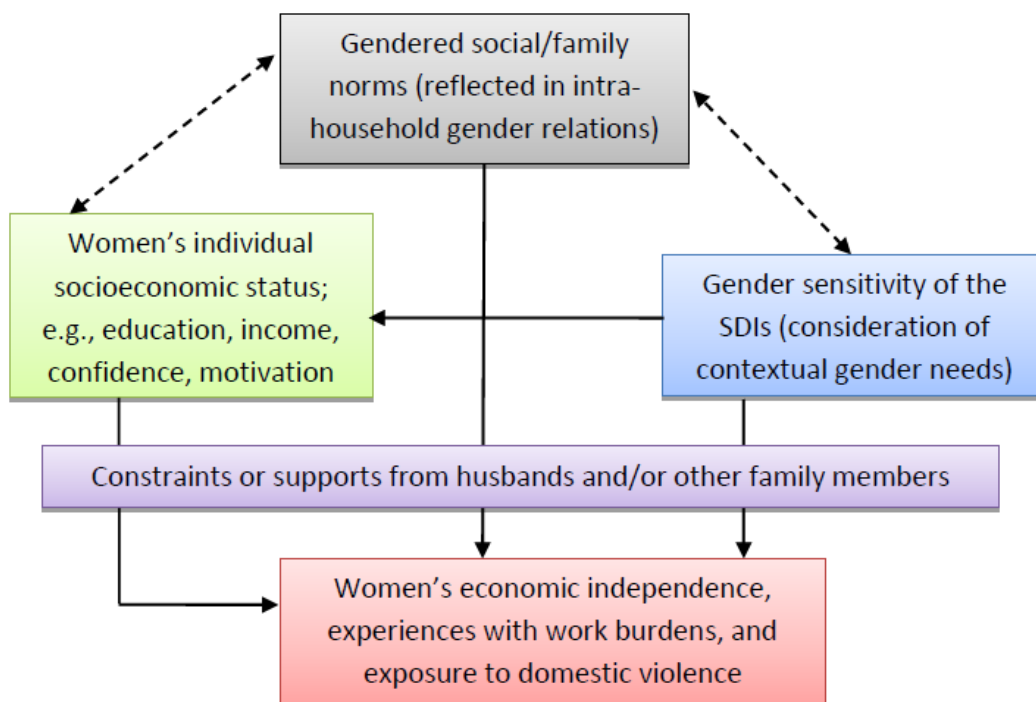 Gendered social/family
norms (reflected in intra-
household gender relations)
Women’s individual
socioeconomic status;
e.g., education, income,
confidence, motivation
Gender sensitivity of the
SDIs (consideration of
contextual gender needs)
Constraints or supports from husbands and/or other family members
Women’s economic independence,
experiences with work burdens, and
exposure to domestic violence